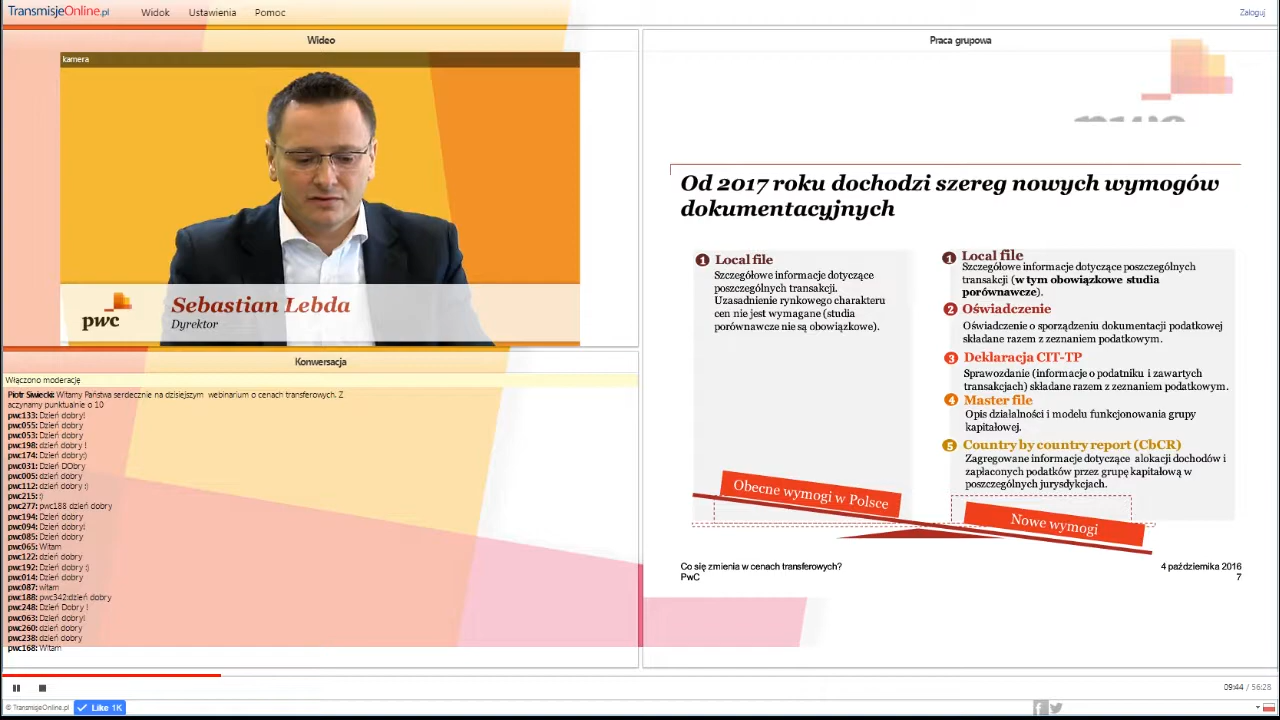 TransmisjeOnline.pl Widok Ustawienia Pomoc Zaloguj
Wideo
kamera
pwc
Sebastian Lebda
Dyrektor
Konwersacja
Włączono moderację
Piotr Siwiecki: Witamy Państwa serdecznie na dzisiejszym webinarium o cenach transferowych. Z
aczynamy punktualnie o 10
pwc133: Dzień dobry!
pwc055: Dzień dobry
pwc053: Dzień dobry
pwc198: dzień dobry !
pwc174: Dzień dobry:)
pwc031: Dzień DObry
pwc005: dzień dobry
pwc112: dzień dobry :)
pwc215: :)
pwc277: pwc188 dzień dobry
pwc194: Dzień dobry
pwc094: Dzień dobry!
pwc085: Dzień dobry
pwc065: Witam
pwc122: dzień dobry
pwc192: Dzień dobry :)
pwc014: Dzień dobry
pwc087: witam
pwc188: pwc342:dzień dobry
pwc248: Dzień Dobry !
pwc063: Dzień dobry!
pwc260: dzień dobry
pwc238: dzień dobry
pwc168: Witam
Praca grupowa
pwc
Od 2017 roku dochodzi szereg nowych wymogów
dokumentacyjnych
1 Local file
Szczegółowe informacje dotyczące
poszczególnych transakcji.
Uzasadnienie rynkowego charakteru
cen nie jest wymagane (studia
porównawcze nie są obowiązkowe).
Obecne wymogi w Polsce
1 Local file
Szczegółowe informacje dotyczące poszczególnych
transakcji (w tym obowiązkowe studia
porównawcze).
2 Oświadczenie
Oświadczenie o sporządzeniu dokumentacji podatkowej
składane razem z zeznaniem podatkowym.
3 Deklaracja CIT-TP
Sprawozdanie (informacje o podatniku i zawartych
transakcjach) składane razem z zeznaniem podatkowym.
4 Master file
Opis działalności i modelu funkcjonowania grupy
kapitałowej.
5 Country by country report (CbCR)
Zagregowane informacje dotyczące alokacji dochodów i
zapłaconych podatków przez grupę kapitałową w
poszczególnych jurysdykcjach.
Nowe wymogi
Co się zmienia w cenach transferowych? 4 października 2016
PwC 7
09:44 / 56:28
© TransmisjeOnline.pl Like 1K